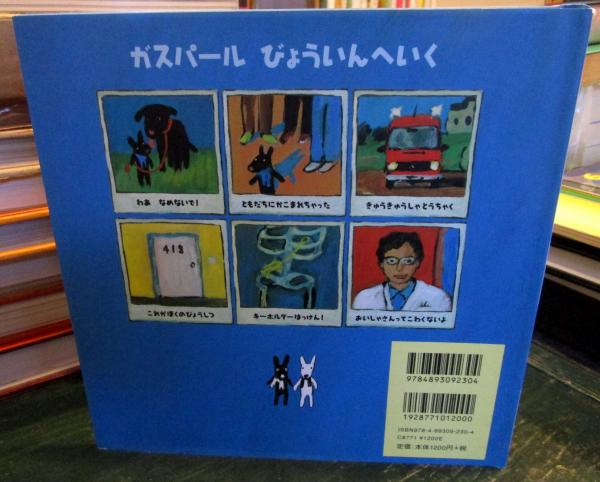 ガスパール びょういんへいく
わあ なめないで!
ともだちにかこまれちゃった
きゅうきゅうしゃとうちゃく
418
これがぼくのびょうしつ
キーホルダーはっけん!
おいしゃさんってこわくないよ
9784893092304
1928771012000
ISBN978-4-89309-230-4
C8771 ¥1200E
定価:本体1200円+税